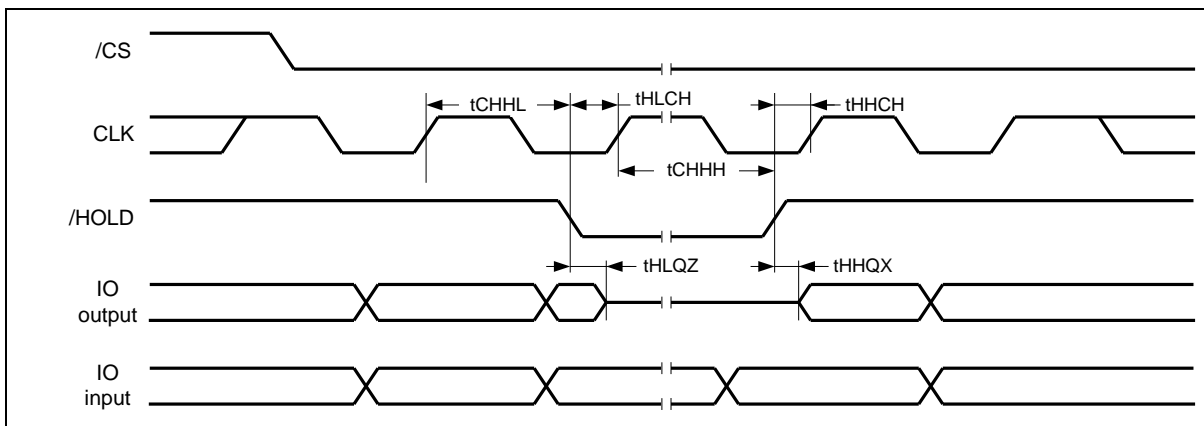 /CS
tCHHL
tHLCH
tHHCH
CLK
tCHHH
/HOLD
tHLQZ
tHHQX
IO
output
IO
input